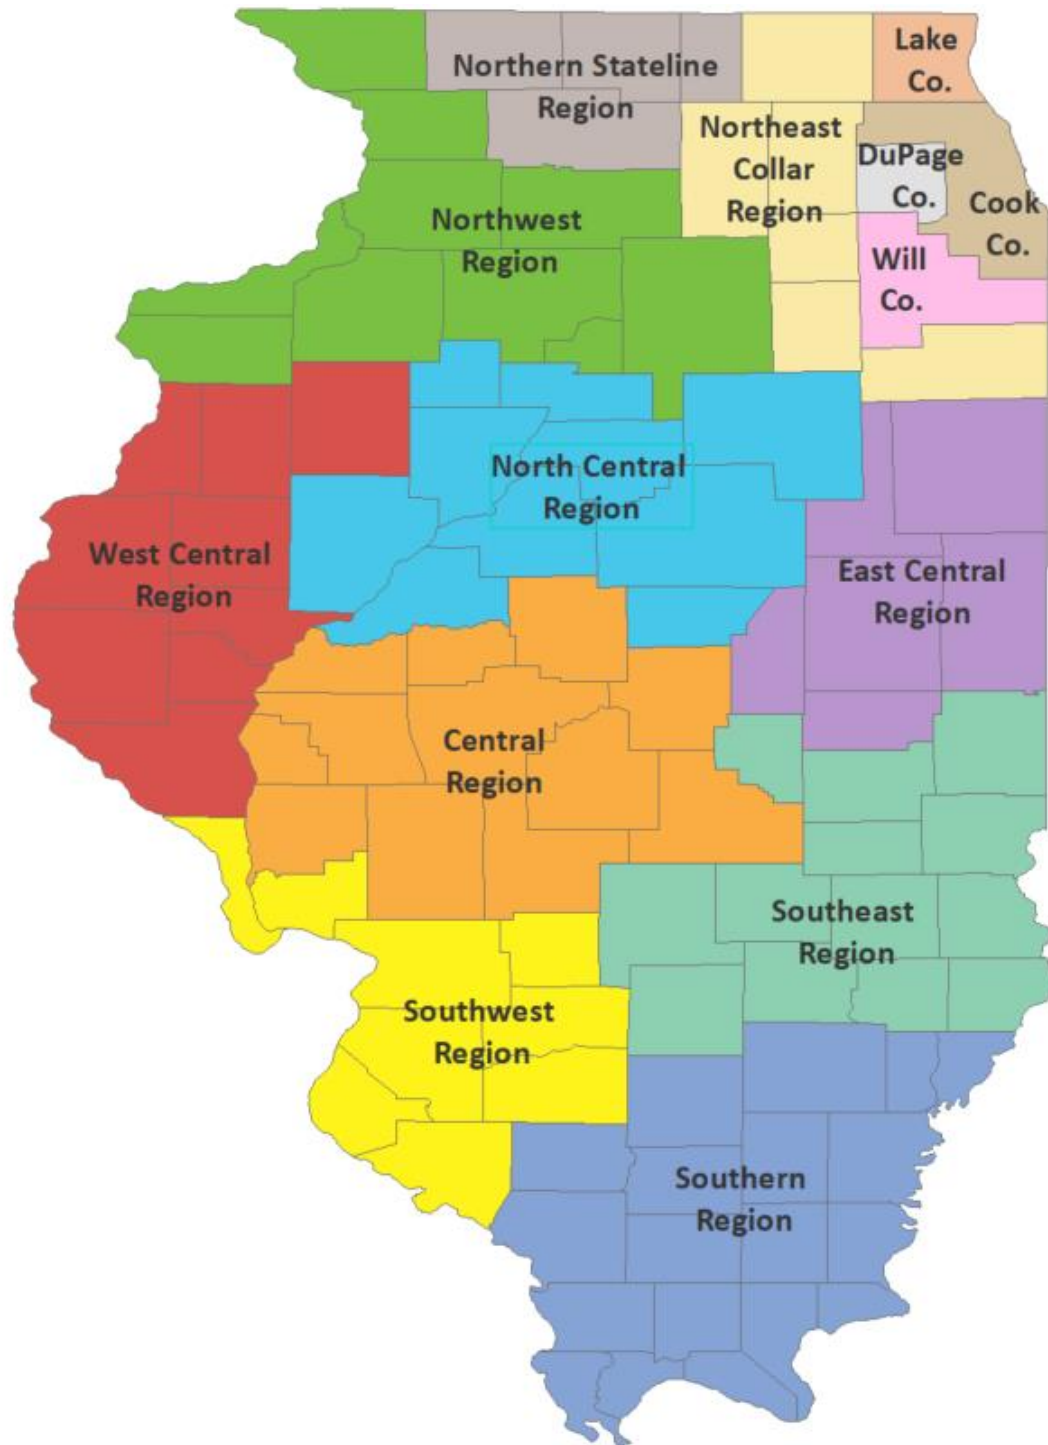 Northern Stateline
Region
Lake
Co.
Northeast
Collar
Region
DuPage
Co.
Cook
Co.
Will
Co.
Northwest
Region
North Central
Region
West Central
Region
East Central
Region
Central
Region
Southeast
Region
Southwest
Region
Southern
Region